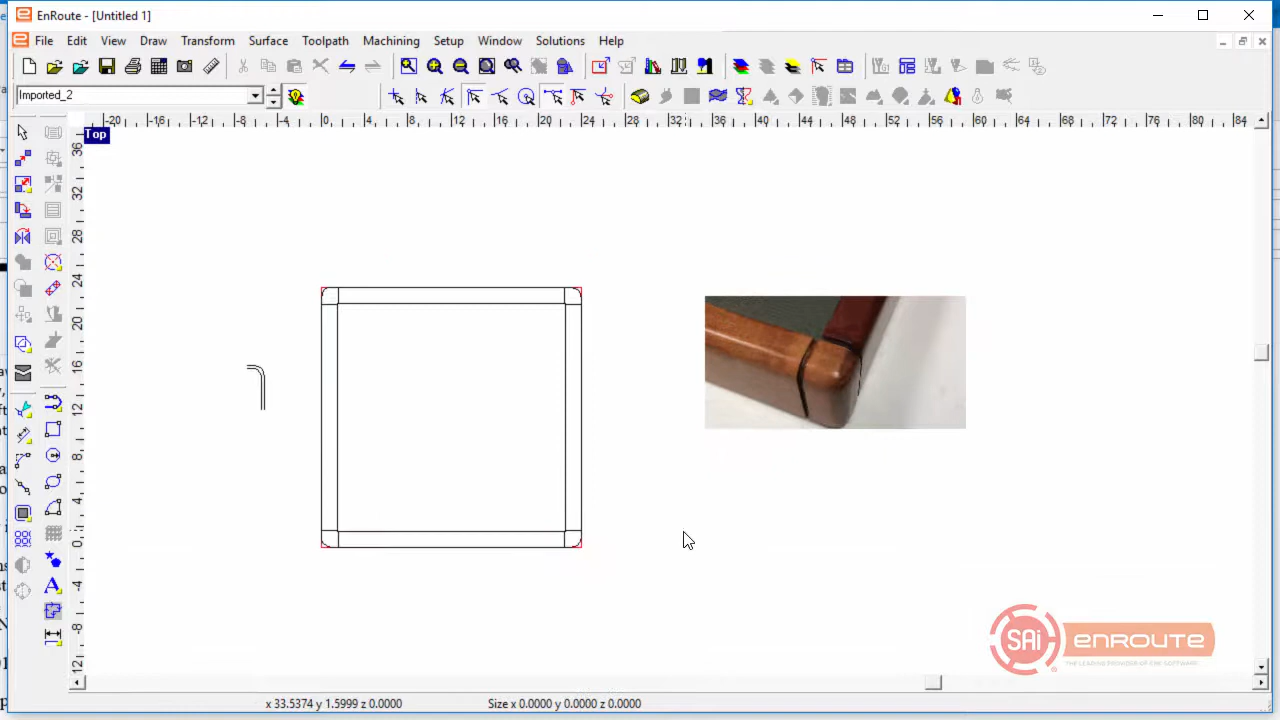 EnRoute - [Untitled 1]
File Edit View Draw Transform Surface Toolpath Machining Setup Window Solutions Help
Imported_2
-20 -16 -12 -8 -4 0 4 8 12 16 20 24 28 32 36 40 44 48 52 56 60 64 68 72 76 80 84
Top
36
32
28
24
20
16
12
8
4
0
-4
-8
12
SAi ENROUTE
THE LEADING PROVIDER OF CNC SOFTWARE
x 33.5374 y 1.5999 z 0.0000 Size x 0.0000 y 0.0000 z 0.0000